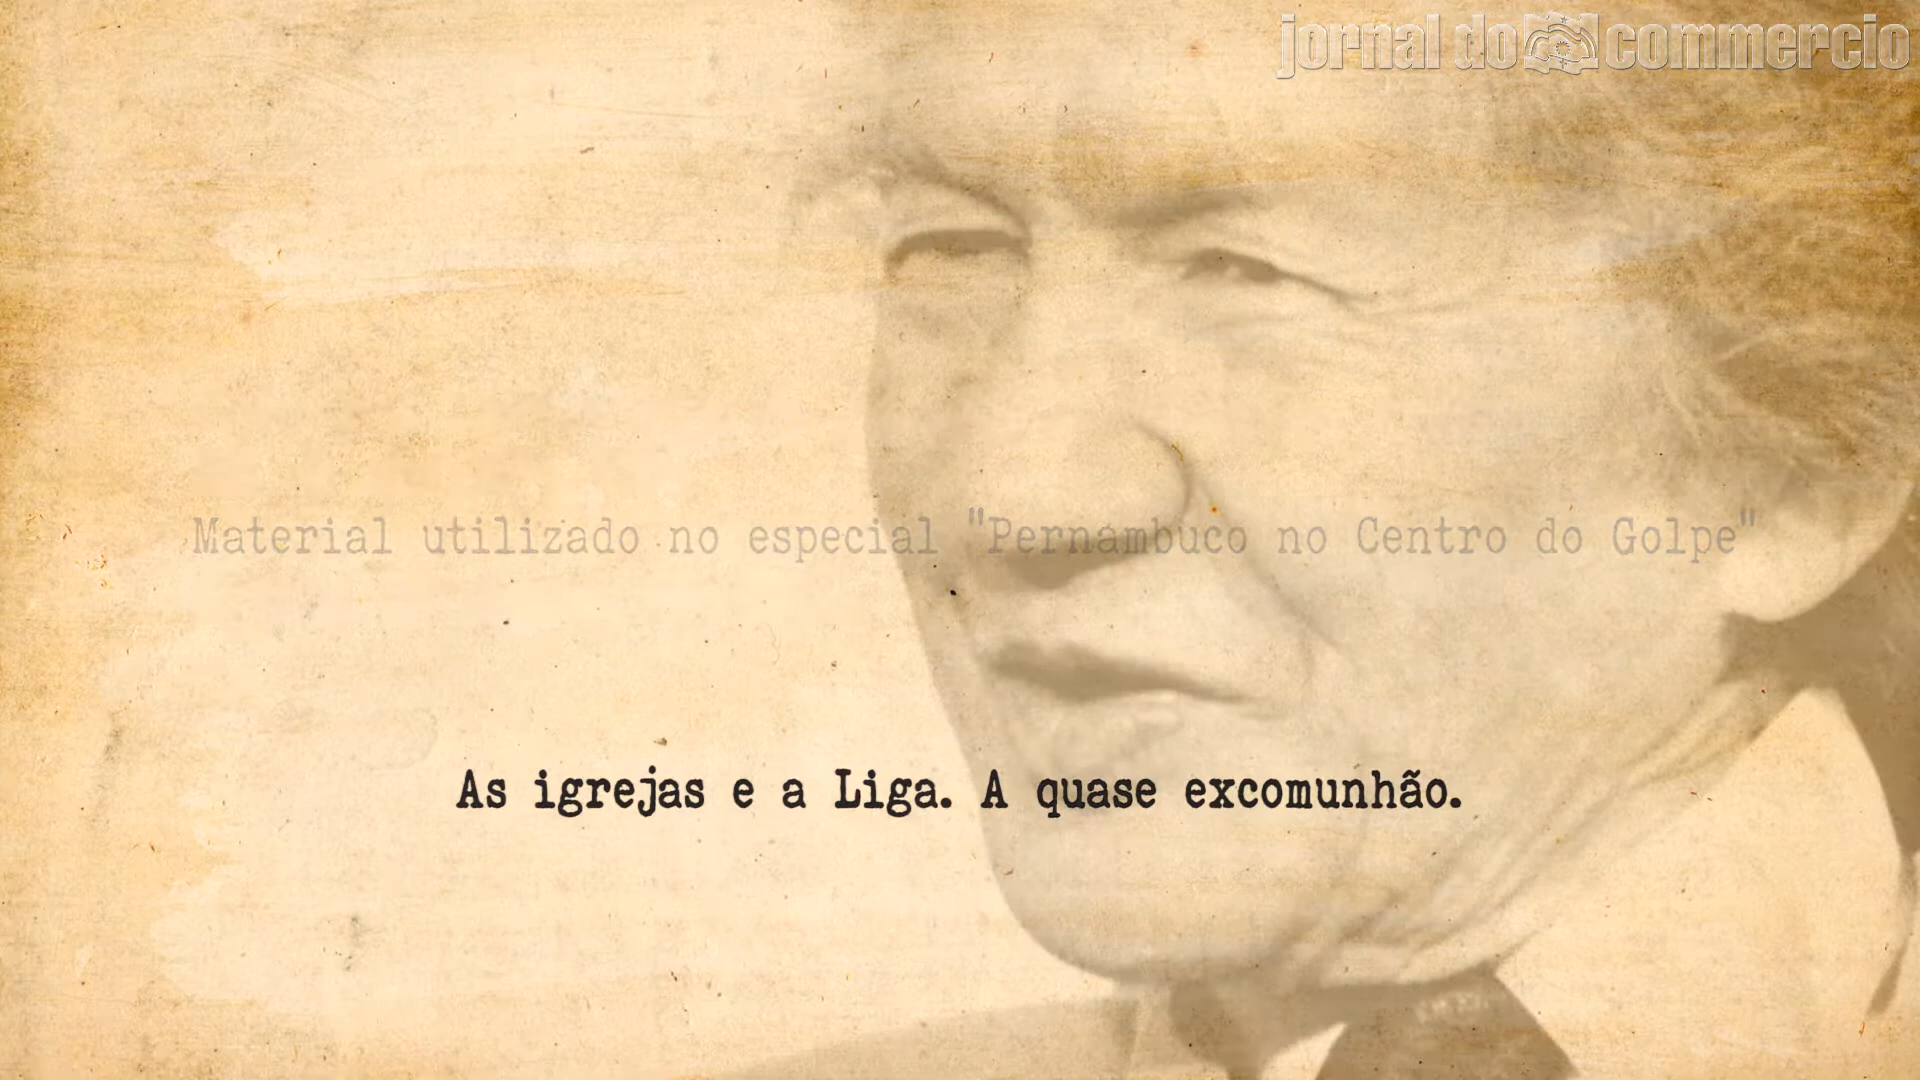 jornal do commercio
Material utilizado no especial "Pernambuco no Centro do Golpe"
As igrejas e a Liga. A quase excomunhão.